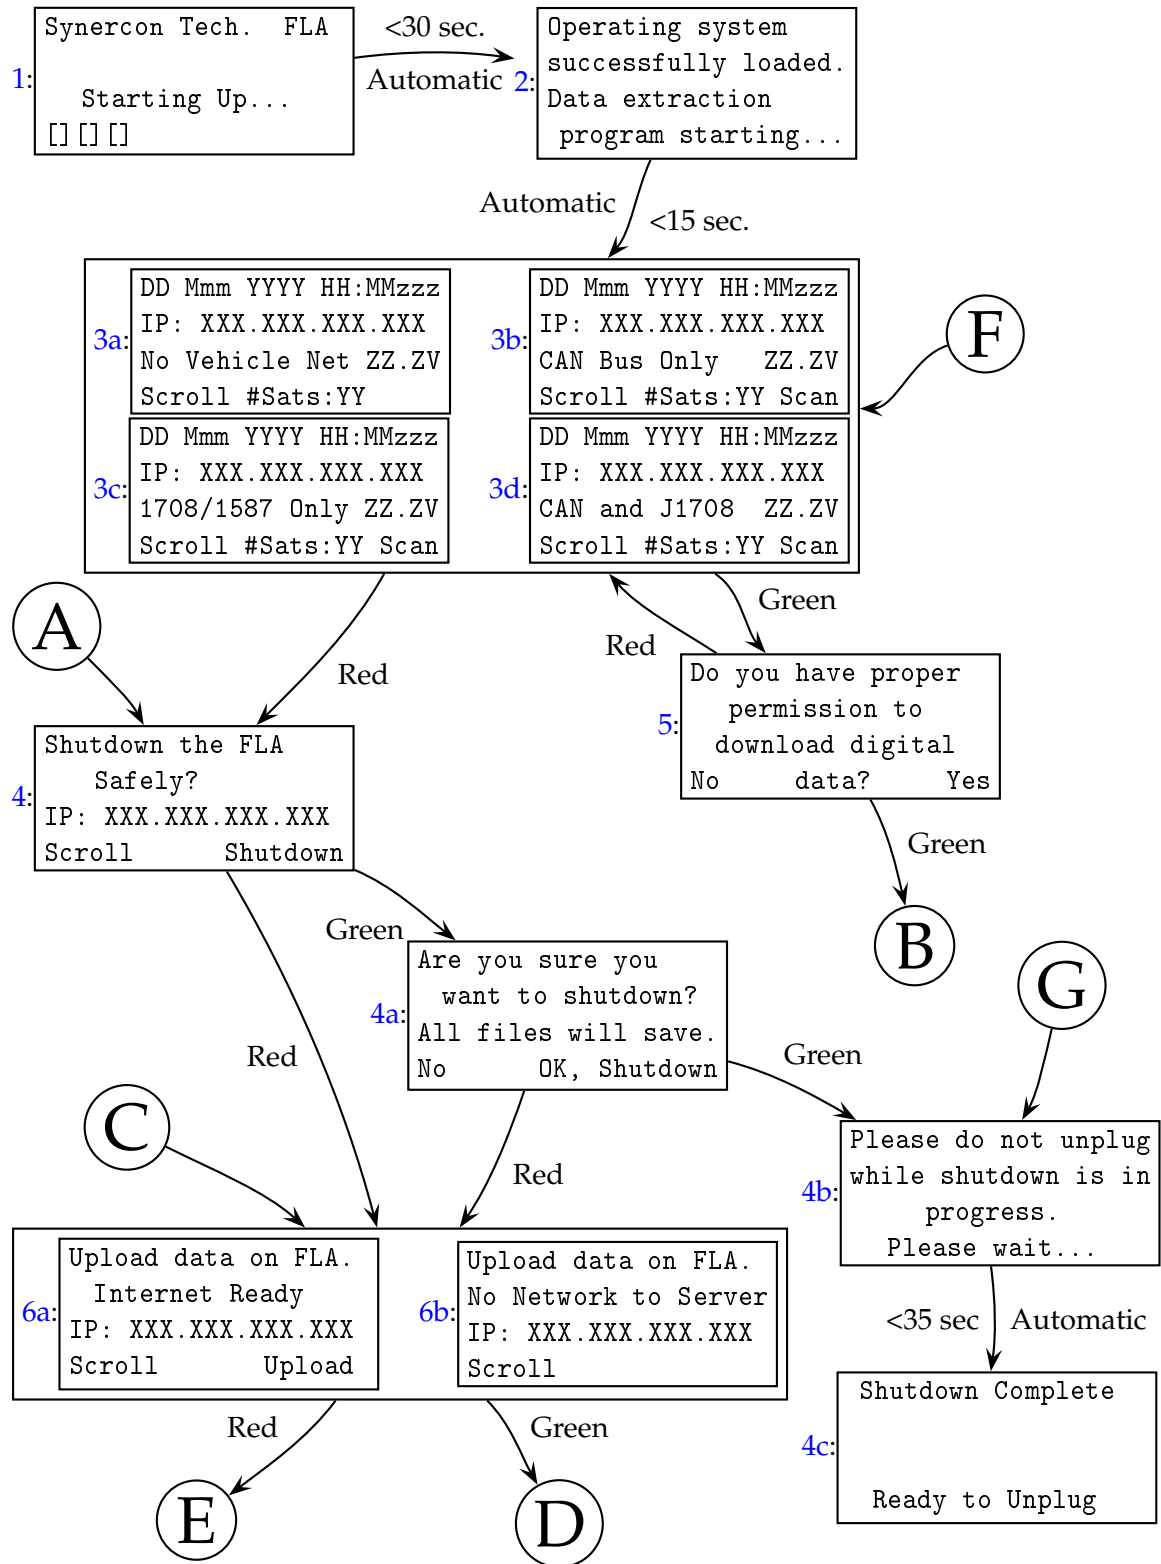 Synercon Tech.  FLA
1:
Starting Up...
[][][]
<30 sec.
Automatic
2:
Operating system
successfully loaded.
Data extraction
program starting...
Automatic
<15 sec.
3a:
DD Mmm YYYY HH:MMzzz
IP: XXX.XXX.XXX.XXX
No Vehicle Net ZZ.ZV
Scroll #Sats:YY
3b:
DD Mmm YYYY HH:MMzzz
IP: XXX.XXX.XXX.XXX
CAN Bus Only   ZZ.ZV
Scroll #Sats:YY Scan
F
3c:
DD Mmm YYYY HH:MMzzz
IP: XXX.XXX.XXX.XXX
1708/1587 Only ZZ.ZV
Scroll #Sats:YY Scan
3d:
DD Mmm YYYY HH:MMzzz
IP: XXX.XXX.XXX.XXX
CAN and J1708  ZZ.ZV
Scroll #Sats:YY Scan
A
Red
Red
Green
5:
Do you have proper
permission to
download digital
No     data?     Yes
4:
Shutdown the FLA
Safely?
IP: XXX.XXX.XXX.XXX
Scroll      Shutdown
Green
B
Green
4a:
Are you sure you
want to shutdown?
All files will save.
No      OK, Shutdown
G
Red
Green
C
Red
4b:
Please do not unplug
while shutdown is in
progress.
Please wait...
6a:
Upload data on FLA.
Internet Ready
IP: XXX.XXX.XXX.XXX
Scroll       Upload
6b:
Upload data on FLA.
No Network to Server
IP: XXX.XXX.XXX.XXX
Scroll
<35 sec
Automatic
Red
Green
4c:
Shutdown Complete
Ready to Unplug
E
D